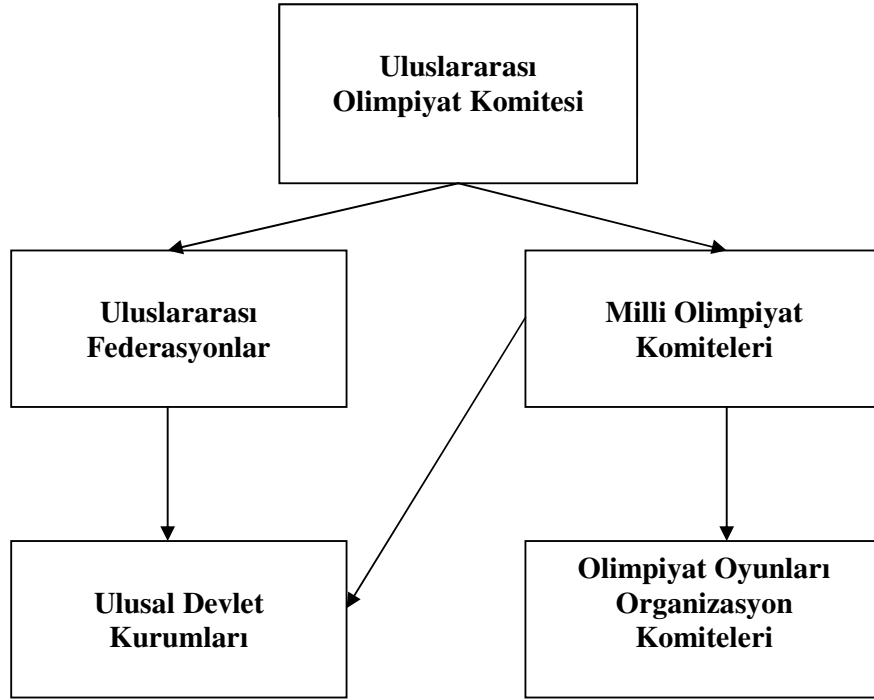 Uluslararası
Olimpiyat Komitesi
Uluslararası
Federasyonlar
Milli Olimpiyat
Komiteleri
Ulusal Devlet
Kurumları
Olimpiyat Oyunları
Organizasyon
Komiteleri